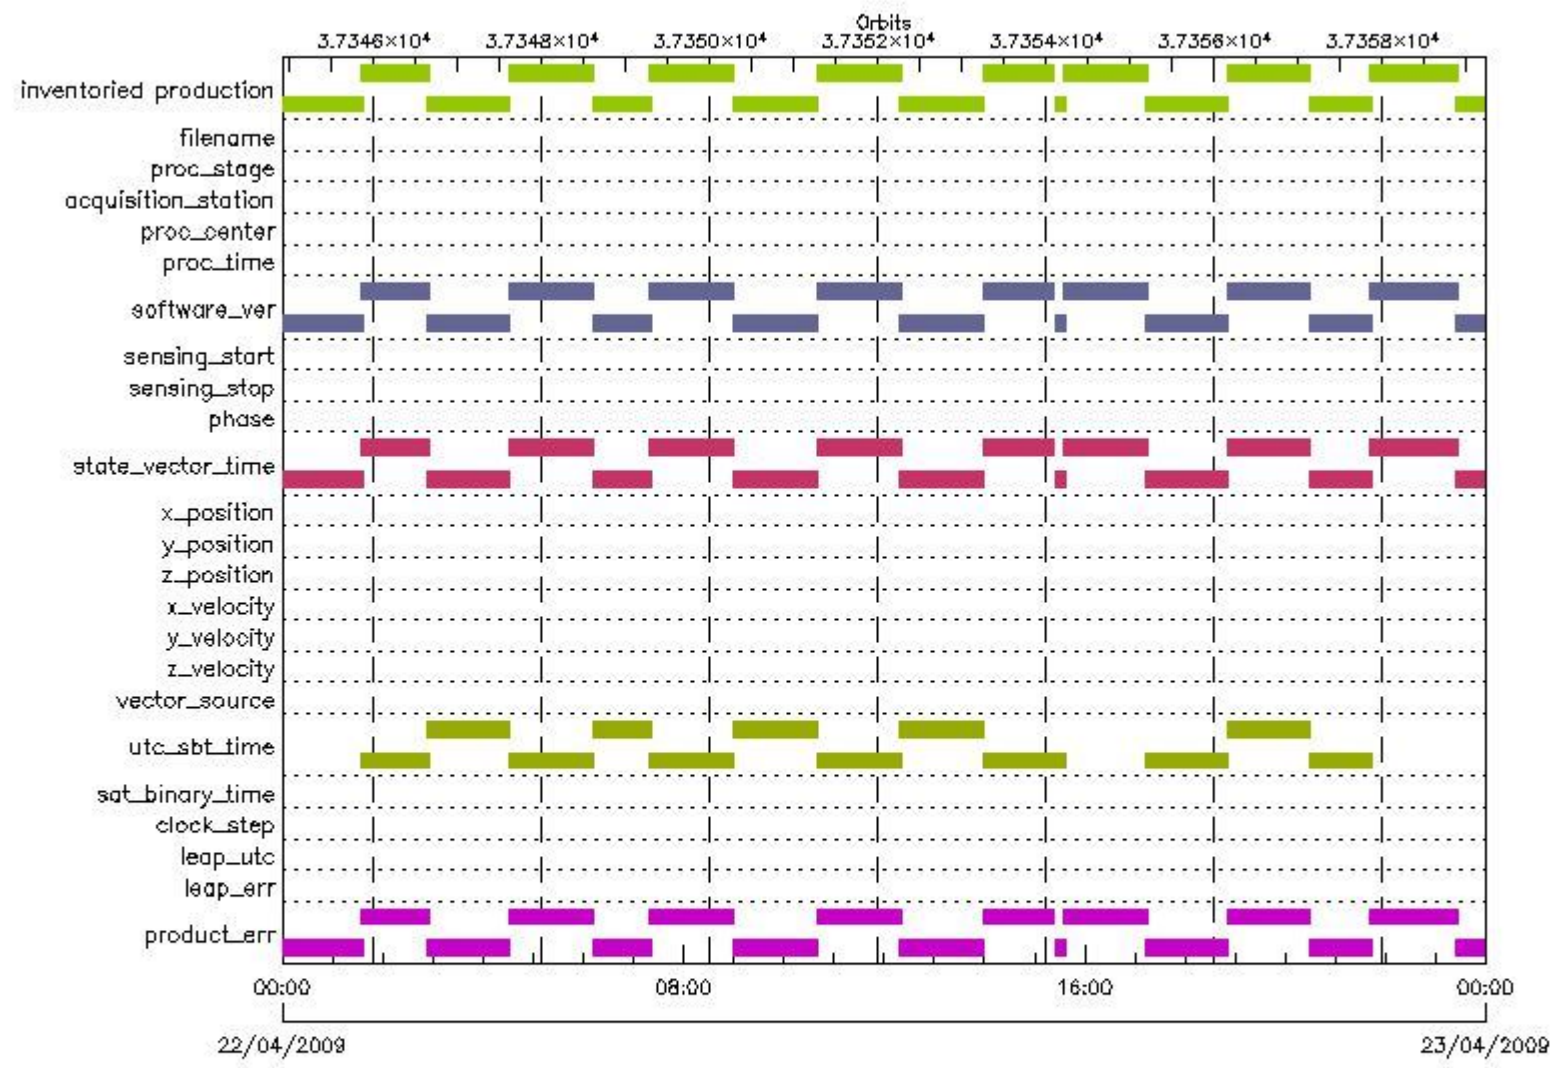 Orbits
3.7346×10⁴ 3.7348×10⁴ 3.7350×10⁴ 3.7352×10⁴ 3.7354×10⁴ 3.7356×10⁴ 3.7358×10⁴
inventoried production
filename
proc_stage
acquisition_station
proc_center
proc_time
software_ver
sensing_start
sensing_stop
phase
state_vector_time
x_position
y_position
z_position
x_velocity
y_velocity
z_velocity
vector_source
utc_sbt_time
sat_binary_time
clock_step
leap_utc
leap_err
product_err
00:00 08:00 16:00 00:00
22/04/2009 23/04/2009